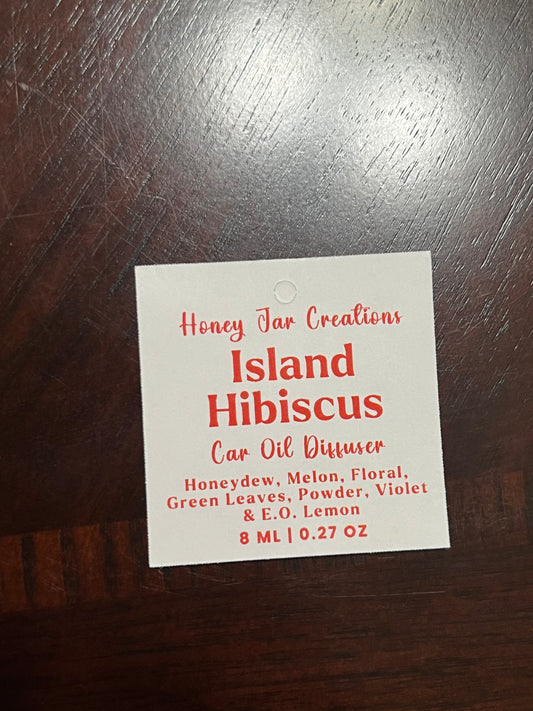 Honey Jar Creations
Island
Hibiscus
Car Oil Diffuser
Honeydew, Melon, Floral,
Green Leaves, Powder, Violet
& E.O. Lemon
8 ML | 0.27 OZ